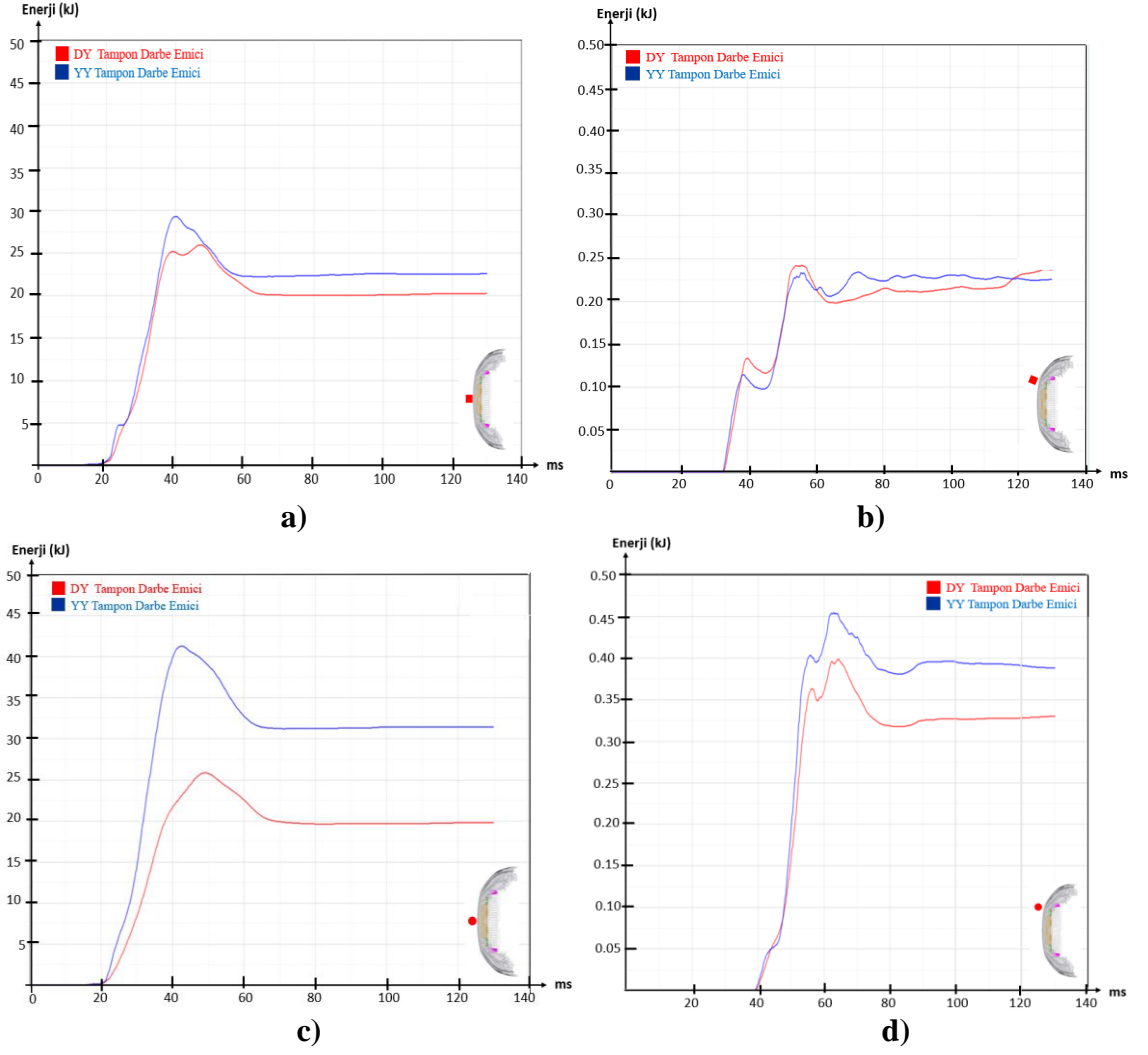 Enerji (kJ)
50
DY Tampon Darbe Emici
YY Tampon Darbe Emici
45
40
35
30
25
20
15
10
5
0 20 40 60 80 100 120 140 ms
a)
Enerji (kJ)
0.50
DY Tampon Darbe Emici
YY Tampon Darbe Emici
0.45
0.40
0.35
0.30
0.25
0.20
0.15
0.10
0.05
0 20 40 60 80 100 120 140 ms
b)
Enerji (kJ)
50
DY Tampon Darbe Emici
YY Tampon Darbe Emici
45
40
35
30
25
20
15
10
5
0 20 40 60 80 100 120 140 ms
c)
Enerji (kJ)
0.50
DY Tampon Darbe Emici
YY Tampon Darbe Emici
0.45
0.40
0.35
0.30
0.25
0.20
0.15
0.10
0.05
20 40 60 80 100 120 140 ms
d)